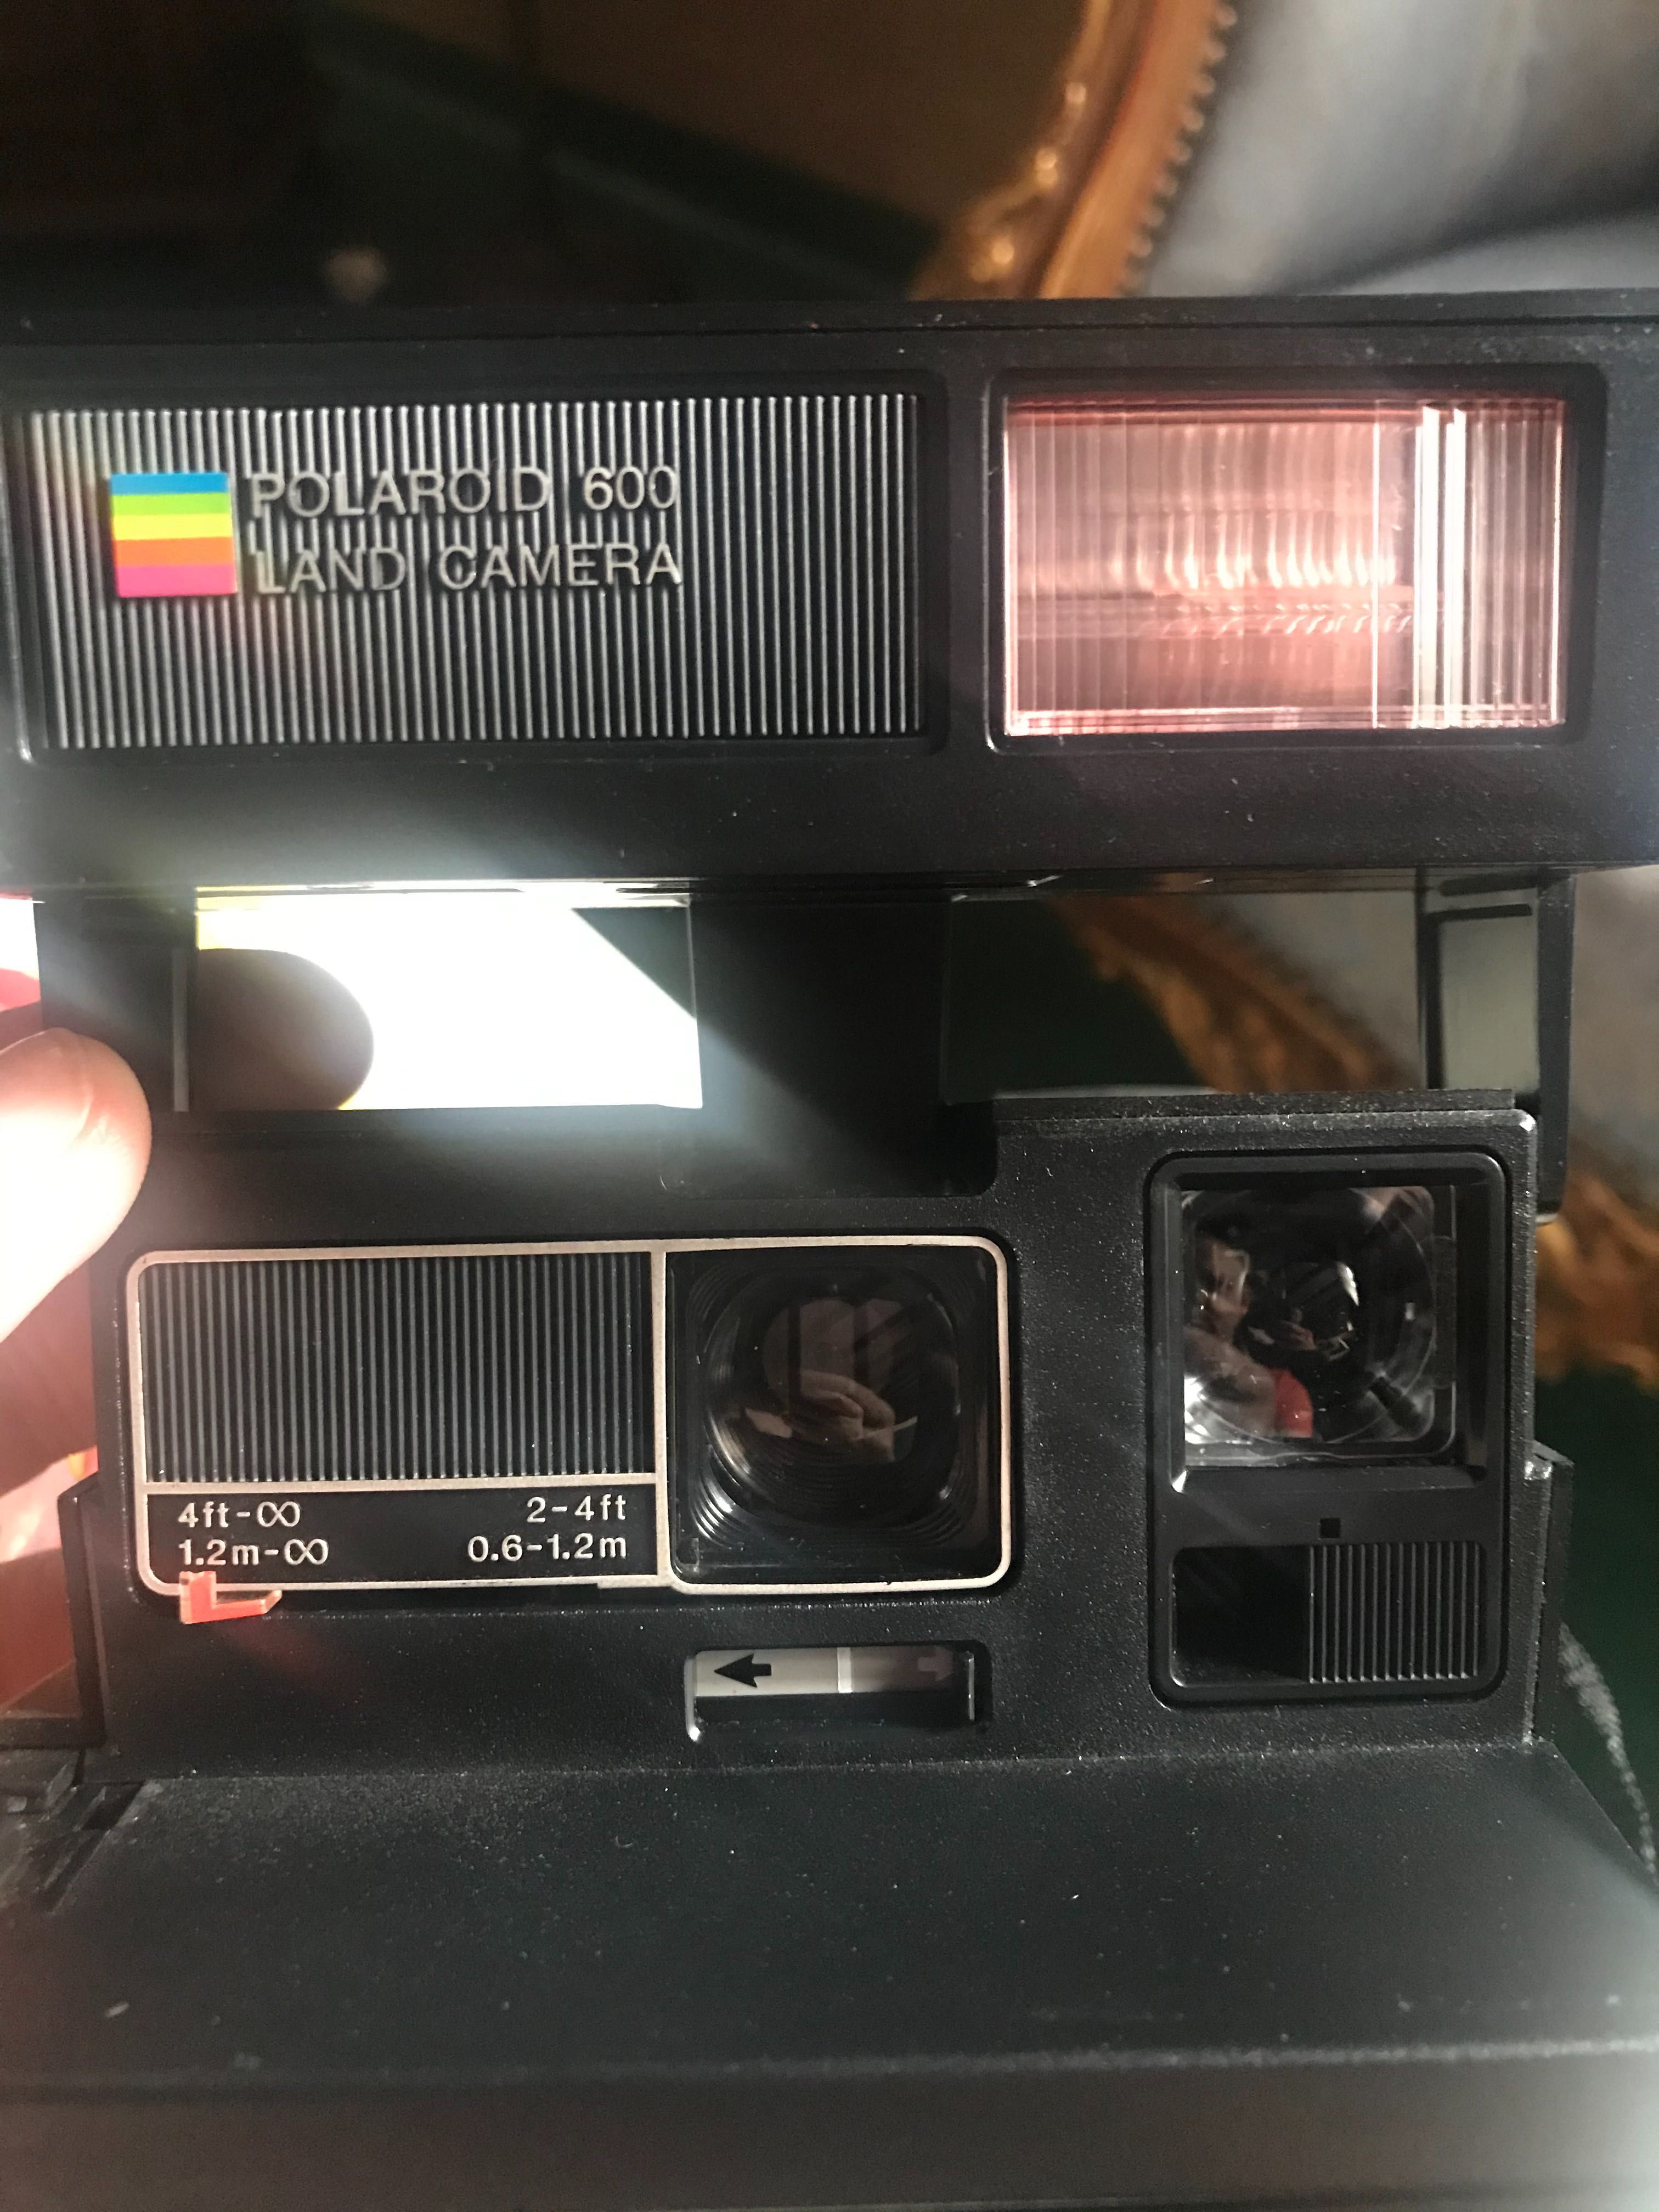 POLAROID 600
LAND CAMERA
4ft-∞ 2-4ft
1.2m-∞ 0.6-1.2m